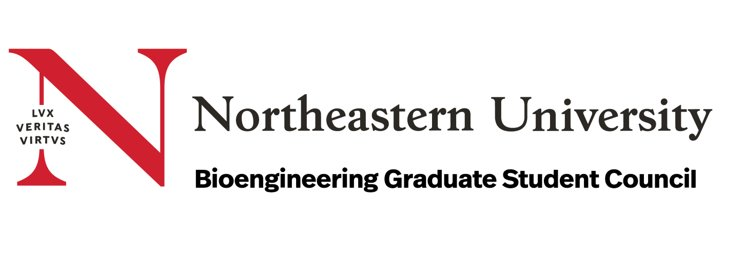 LVX
VERITAS
VIRTVS
Northeastern University
Bioengineering Graduate Student Council